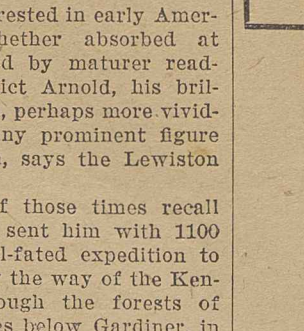 rested in early Amer-
hether absorbed at
d by maturer read-
ict Arnold, his bril-
, perhaps more vivid-
ny prominent figure
, says the Lewiston
f those times recall
sent him with 1100
l-fated expedition to
the way of the Ken-
ough the forests of
es below Gardiner, in